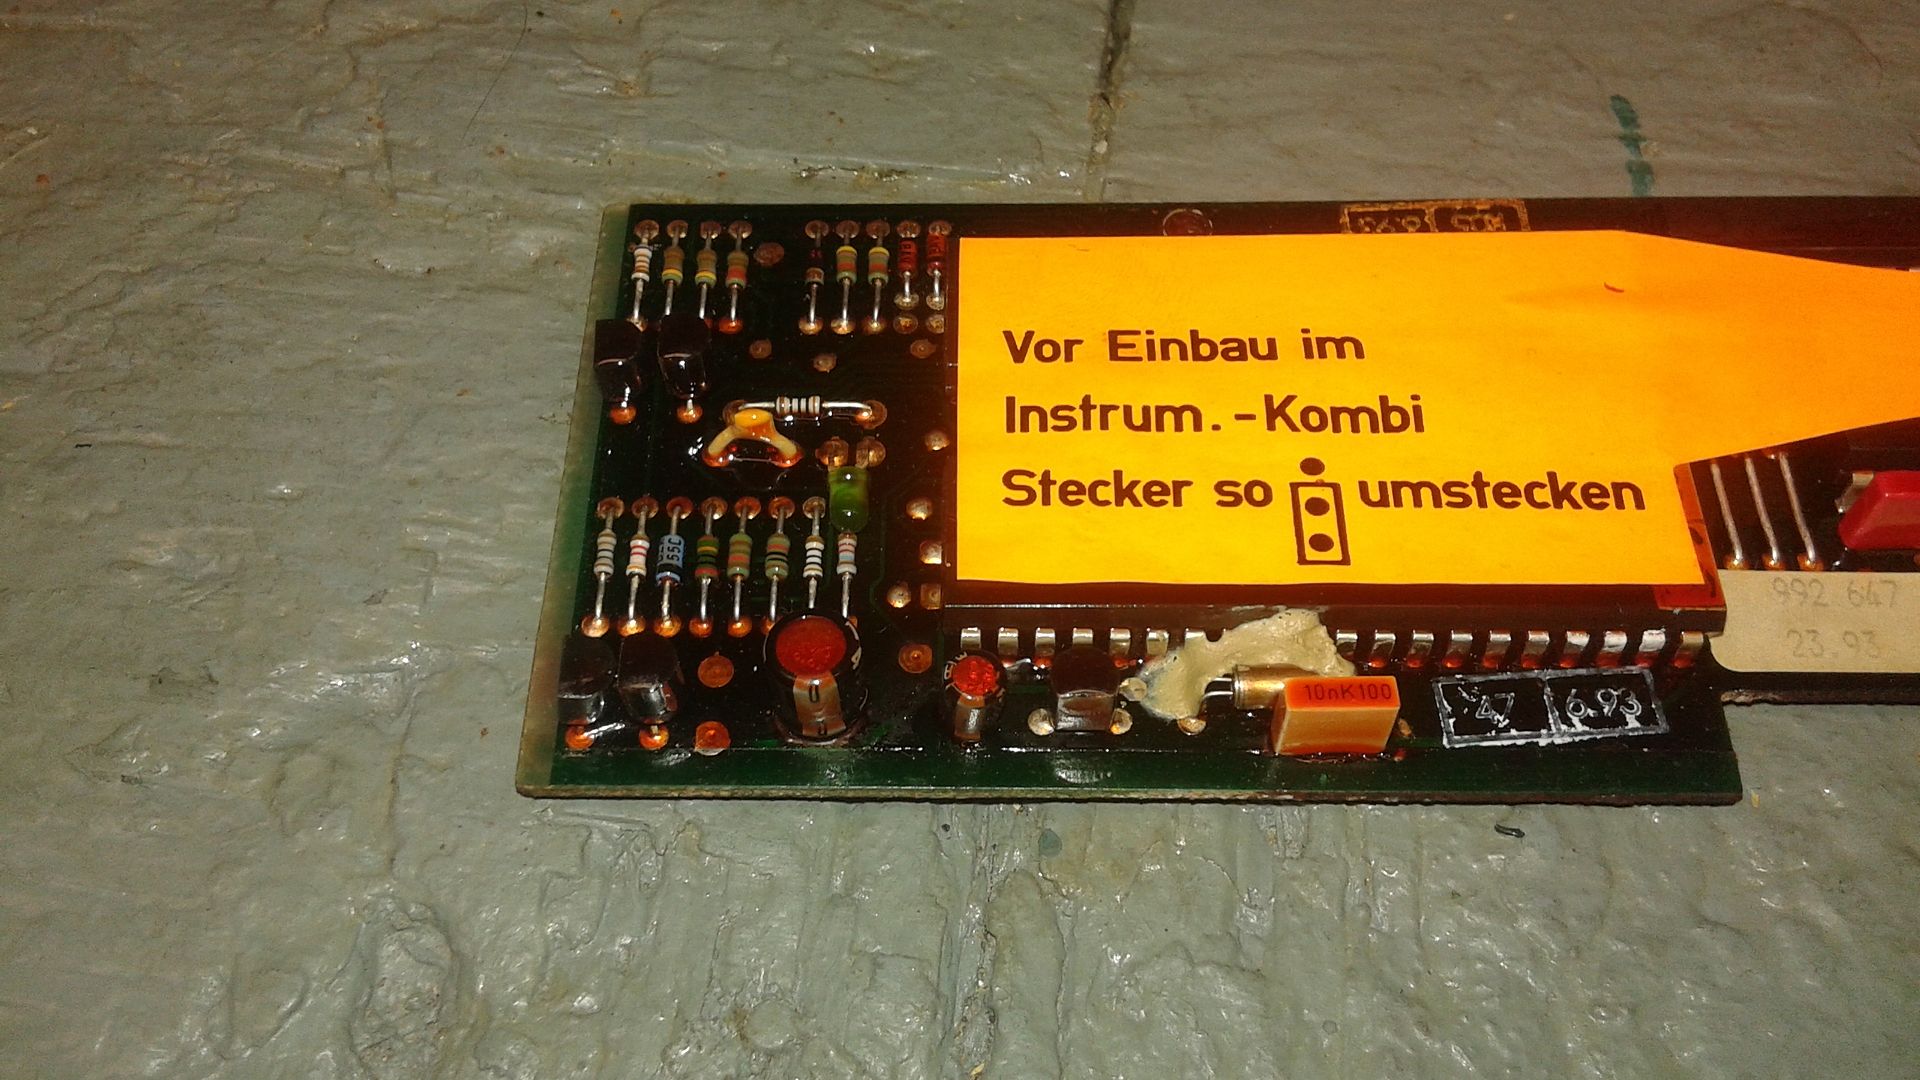 Vor Einbau im
Instrum.-Kombi
Stecker so umstecken
992 647
23.93
10nK100
47 6.93